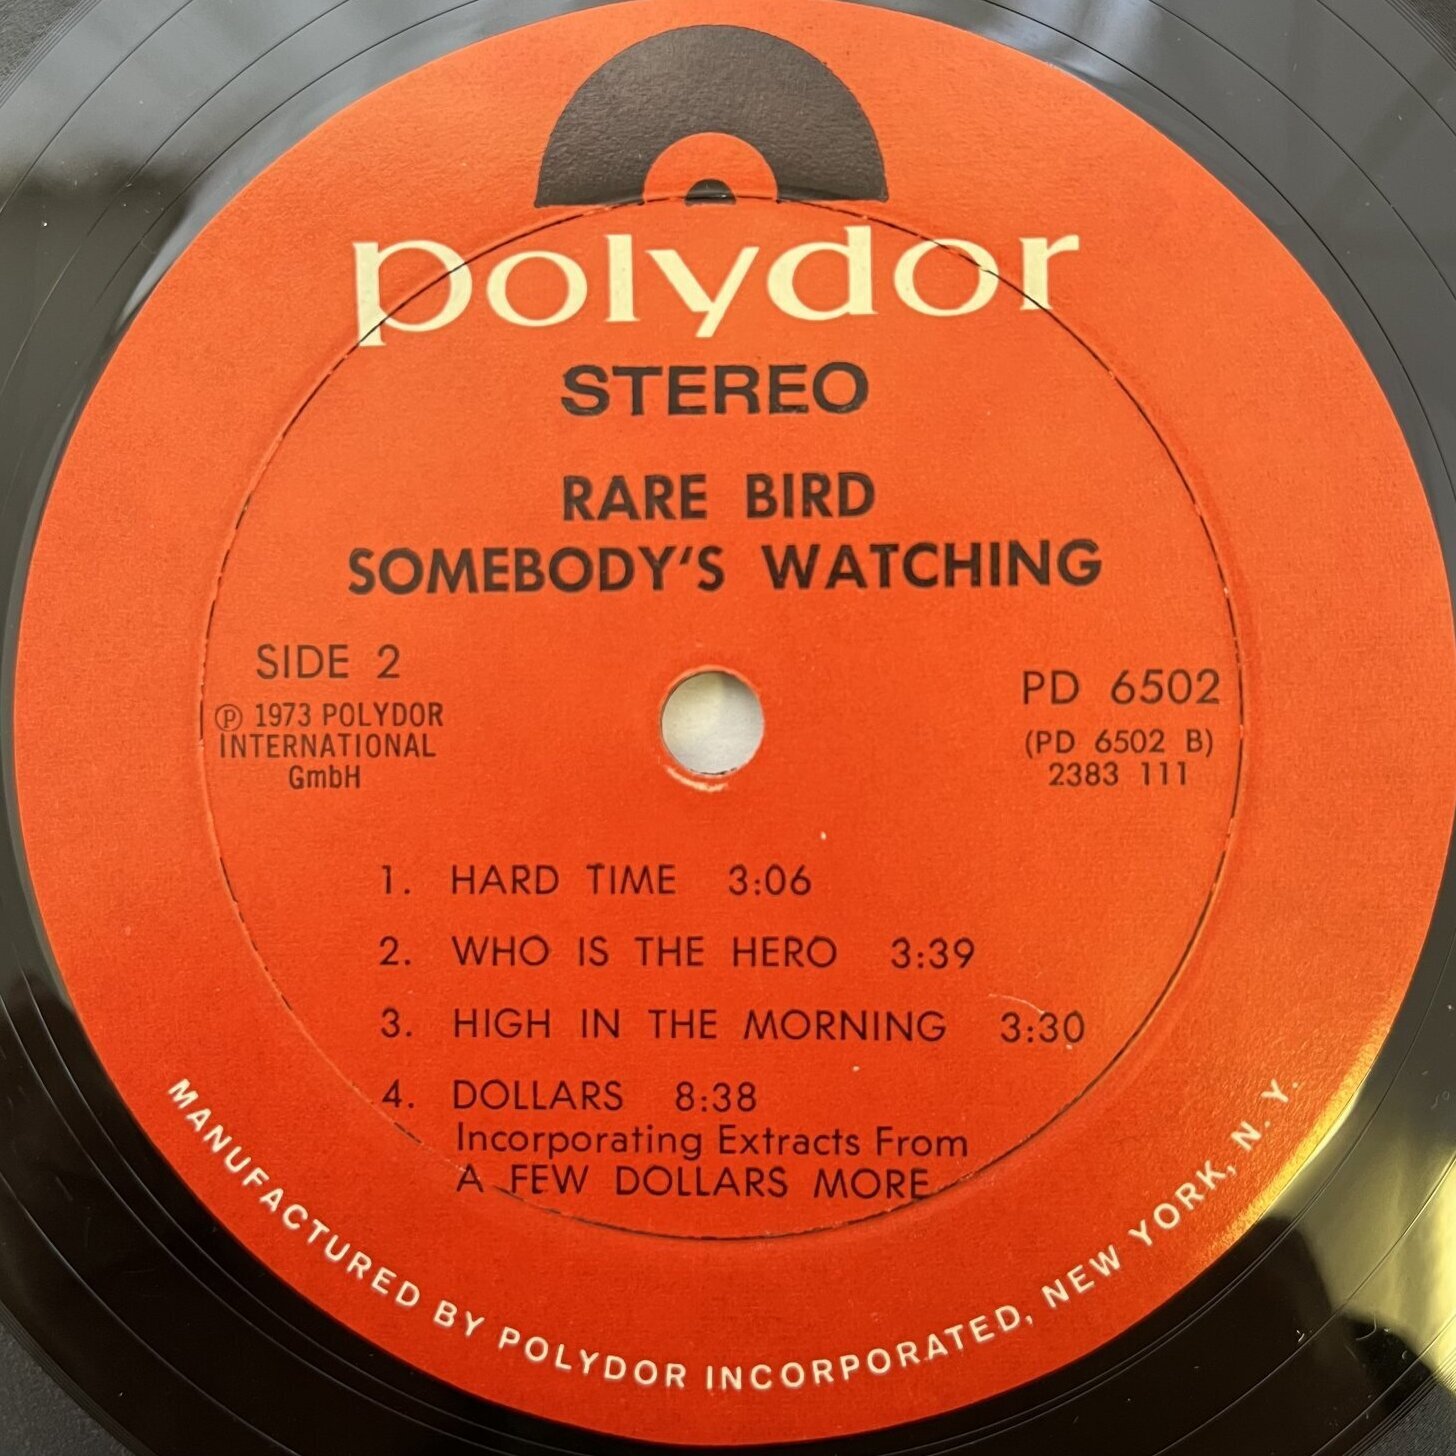 polydor
STEREO
RARE BIRD
SOMEBODY'S WATCHING
SIDE 2
℗ 1973 POLYDOR
INTERNATIONAL
GmbH
PD 6502
(PD 6502 B)
2383 111
1. HARD TIME 3:06
2. WHO IS THE HERO 3:39
3. HIGH IN THE MORNING 3:30
4. DOLLARS 8:38
Incorporating Extracts From
A FEW DOLLARS MORE
MANUFACTURED BY POLYDOR INCORPORATED, NEW YORK, N. Y.